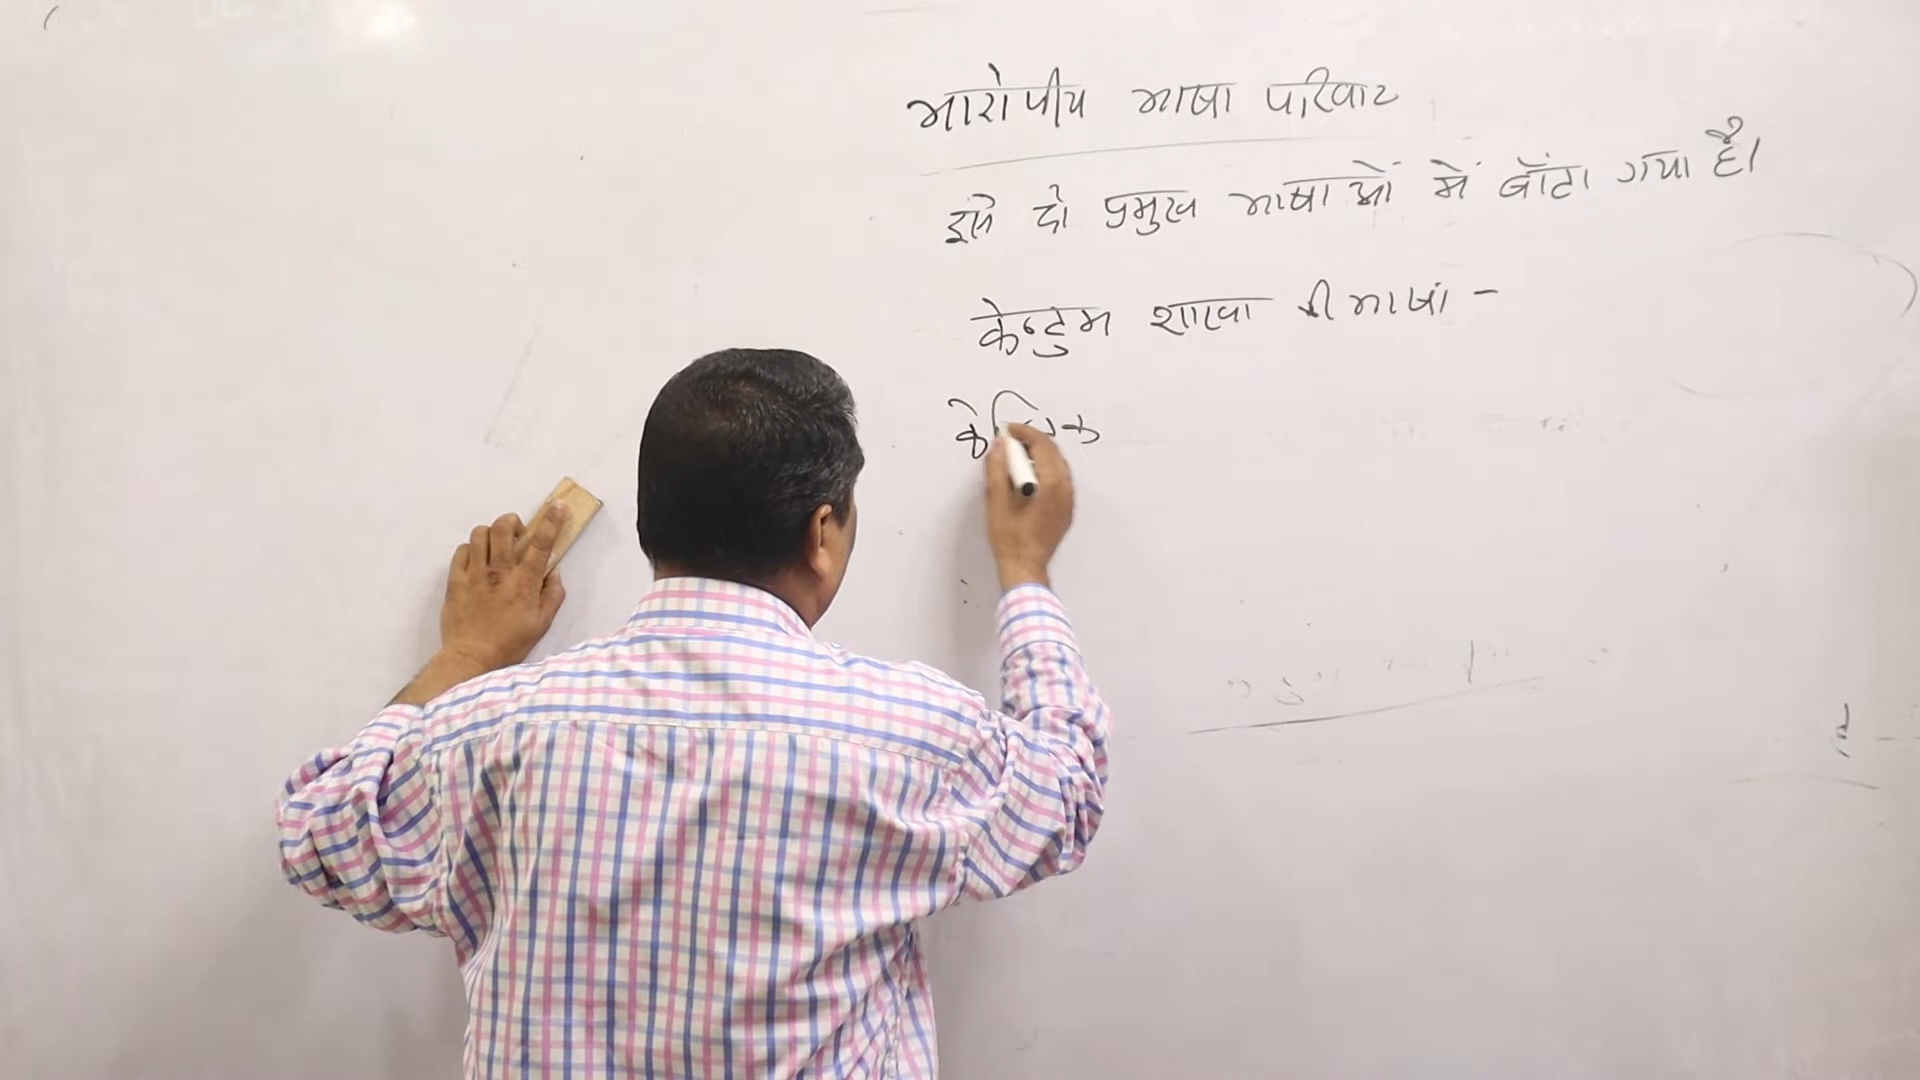 भारोपीय भाषा परिवार
इसे दो प्रमुख भाषाओं में बाँटा गया है।
केन्टुम शाखा की भाषां -